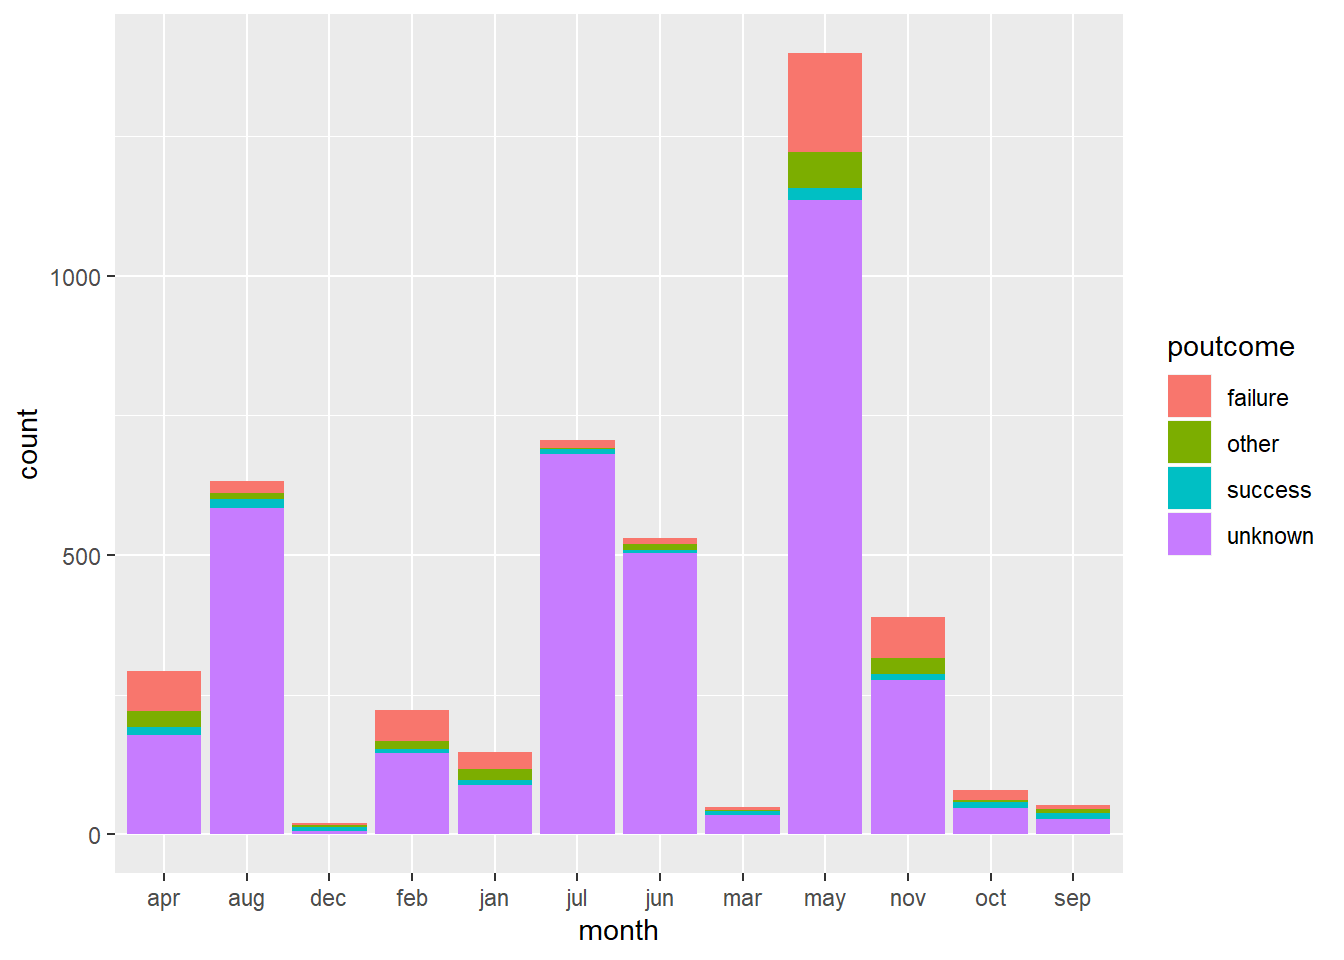 count
1000
500
0
apr aug dec feb jan jul jun mar may nov oct sep
month
poutcome
failure
other
success
unknown